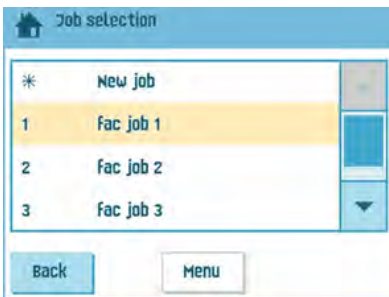 Job selection
* New job
1 Fac job 1
2 Fac job 2
3 Fac job 3
Back Menu